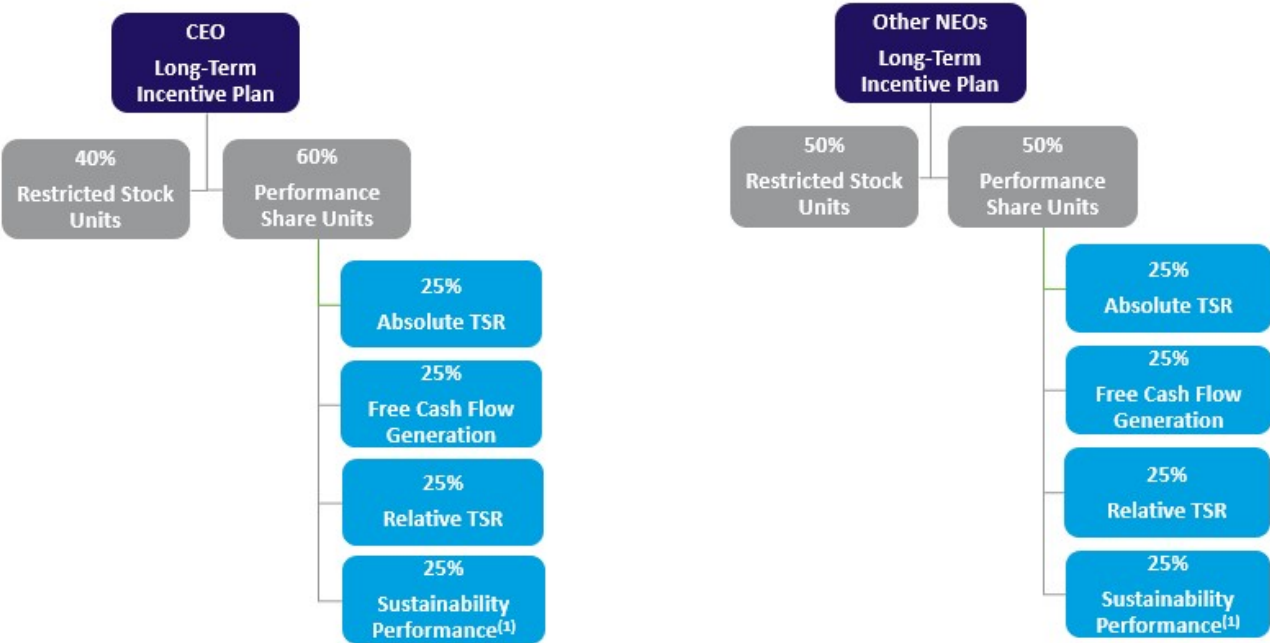 CEO
Long-Term
Incentive Plan
40%
Restricted Stock
Units
60%
Performance
Share Units
25%
Absolute TSR
25%
Free Cash Flow
Generation
25%
Relative TSR
25%
Sustainability
Performance(1)
Other NEOs
Long-Term
Incentive Plan
50%
Restricted Stock
Units
50%
Performance
Share Units
25%
Absolute TSR
25%
Free Cash Flow
Generation
25%
Relative TSR
25%
Sustainability
Performance(1)